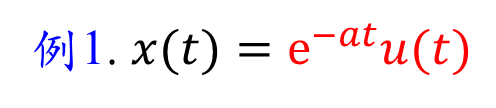 例1. x(t) = e^{-at}u(t)